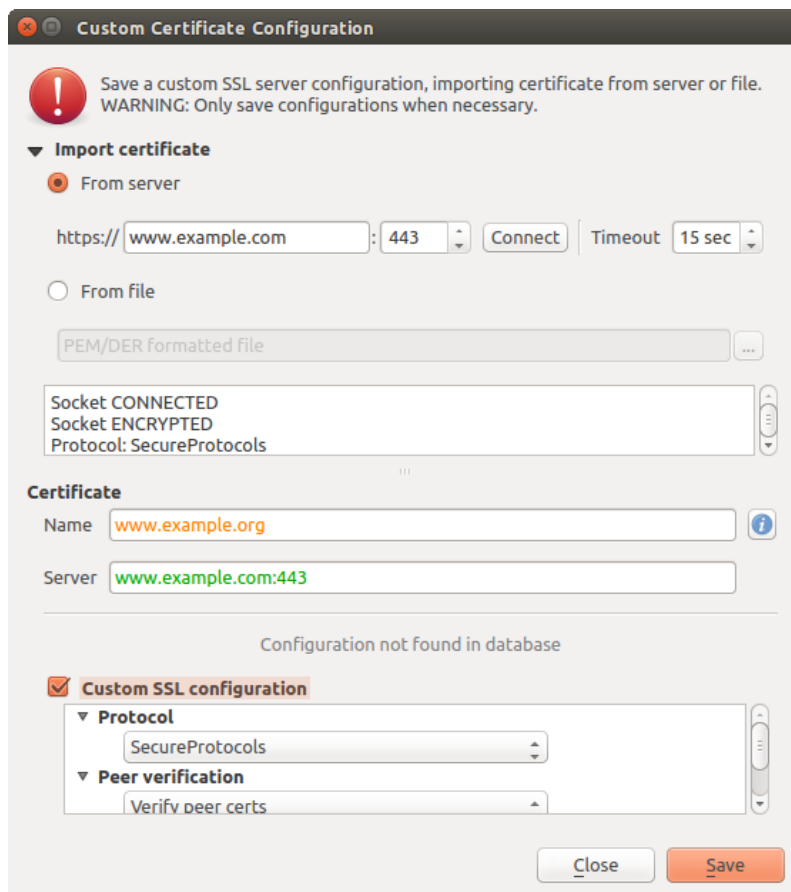 Custom Certificate Configuration
Save a custom SSL server configuration, importing certificate from server or file.
WARNING: Only save configurations when necessary.
Import certificate
From server
https:// www.example.com : 443 Connect Timeout 15 sec
From file
PEM/DER formatted file ...
Socket CONNECTED
Socket ENCRYPTED
Protocol: SecureProtocols
Certificate
Name www.example.org
Server www.example.com:443
Configuration not found in database
Custom SSL configuration
Protocol
SecureProtocols
Peer verification
Verify peer certs
Close Save